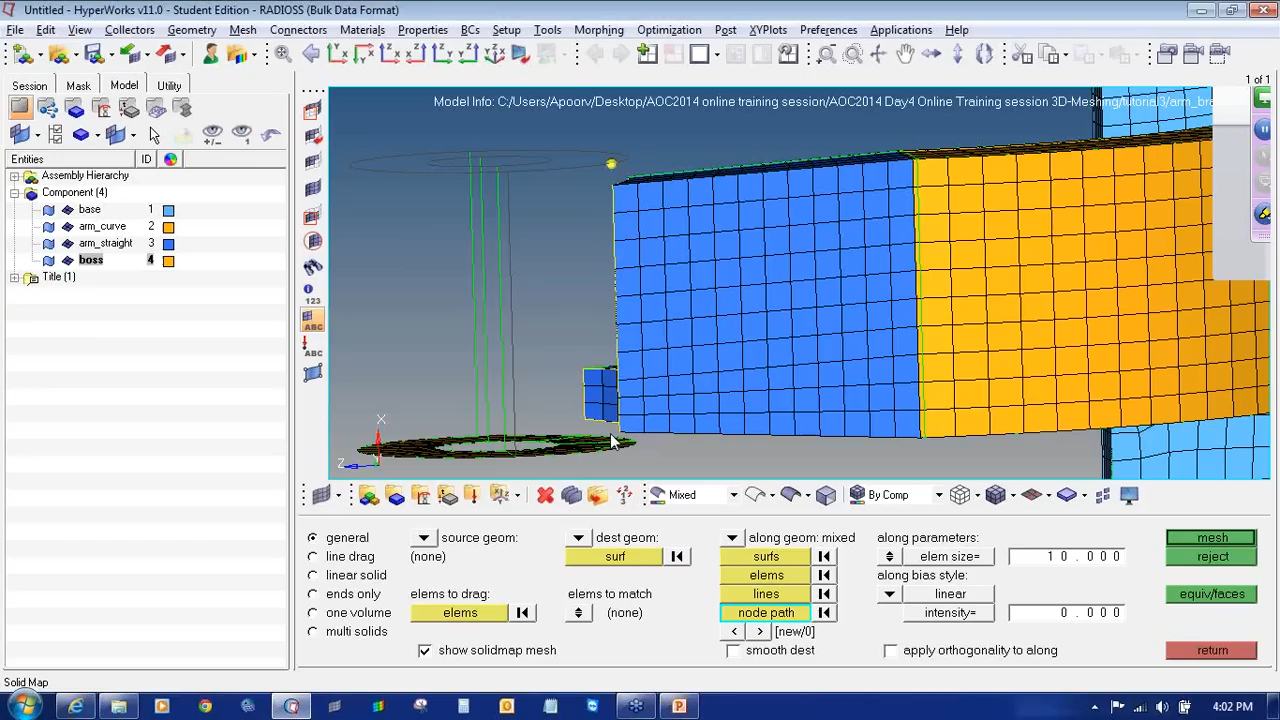 Untitled - HyperWorks v11.0 - Student Edition - RADIOSS (Bulk Data Format)
File Edit View Collectors Geometry Mesh Connectors Materials Properties BCs Setup Tools Morphing Optimization Post XYPlots Preferences Applications Help
Session Mask Model Utility
1 of 1
Model Info: C:/Users/Apoorv/Desktop/AOC2014 online training session/AOC2014 Day4 Online Training session 3D-Meshing/tutorial3/arm_bra
Entities ID
Assembly Hierarchy
Component (4)
base 1
arm_curve 2
arm_straight 3
boss 4
Title (1)
123
ABC
ABC
X
Z
Mixed
By Comp
general source geom: dest geom: along geom: mixed along parameters: mesh
line drag (none) surf surfs elem size= 10.000 reject
linear solid elems along bias style:
ends only elems to drag: elems to match lines linear equiv/faces
one volume elems (none) node path intensity= 0.000
multi solids [new/0]
show solidmap mesh smooth dest apply orthogonality to along return
Solid Map
4:02 PM